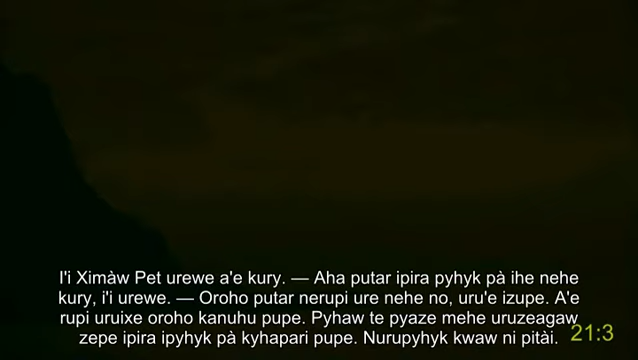 I'i Ximàw Pet urewe a'e kury. — Aha putar ipira pyhyk pà ihe nehe
kury, i'i urewe. — Oroho putar nerupi ure nehe no, uru'e izupe. A'e
rupi uruixe oroho kanuhu pupe. Pyhaw te pyaze mehe uruzeagaw
zepe ipira ipyhyk pà kyhapari pupe. Nurupyhyk kwaw ni pitài.
21:3